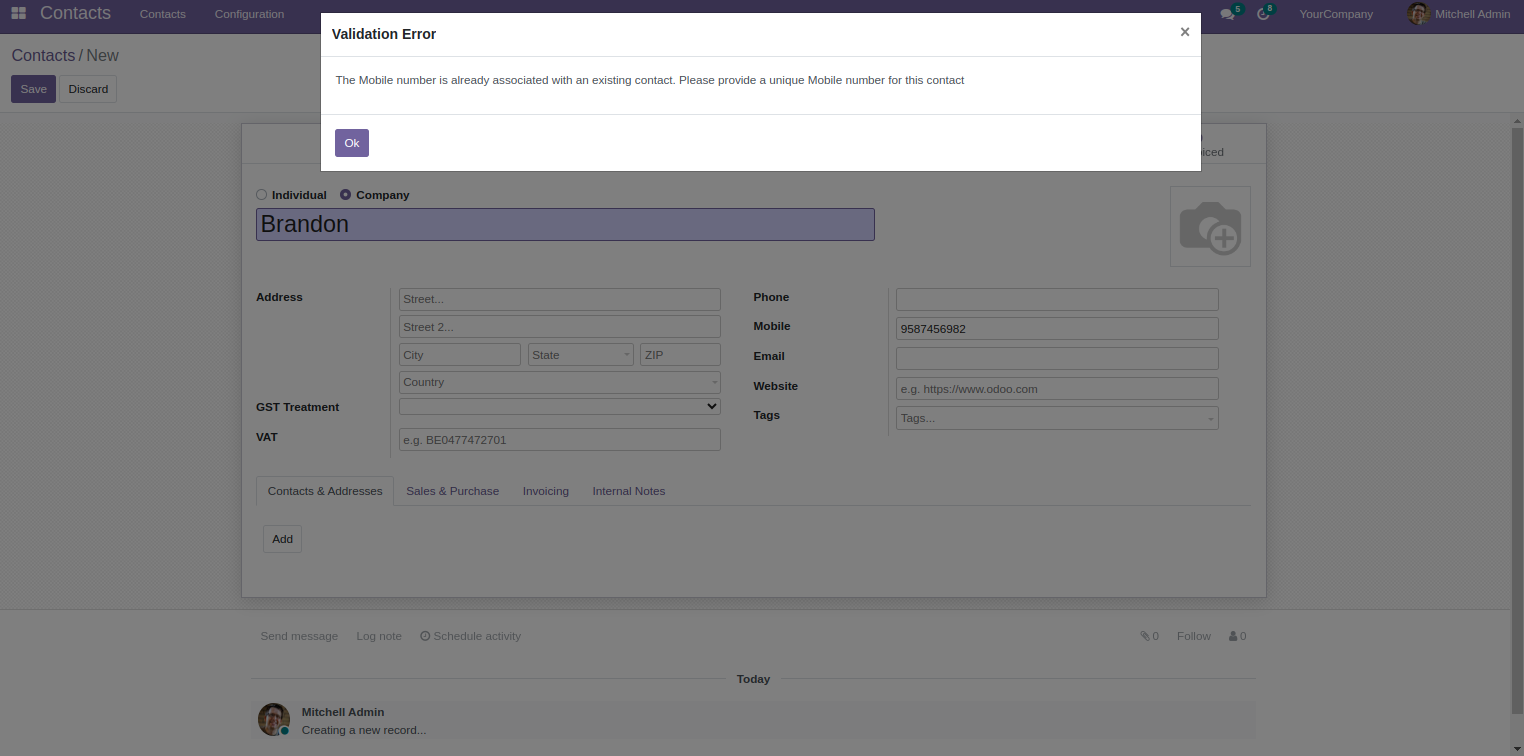 Contacts Contacts Configuration 5 8 YourCompany Mitchell Admin
Validation Error ×
Contacts / New
The Mobile number is already associated with an existing contact. Please provide a unique Mobile number for this contact
Save Discard
Ok
Individual Company
Brandon
Address Street... Phone
Street 2... Mobile 9587456982
City State ZIP Email
Country Website e.g. https://www.odoo.com
GST Treatment Tags Tags...
VAT e.g. BE0477472701
Contacts & Addresses Sales & Purchase Invoicing Internal Notes
Add
Send message Log note Schedule activity 0 Follow 0
Today
Mitchell Admin
Creating a new record...